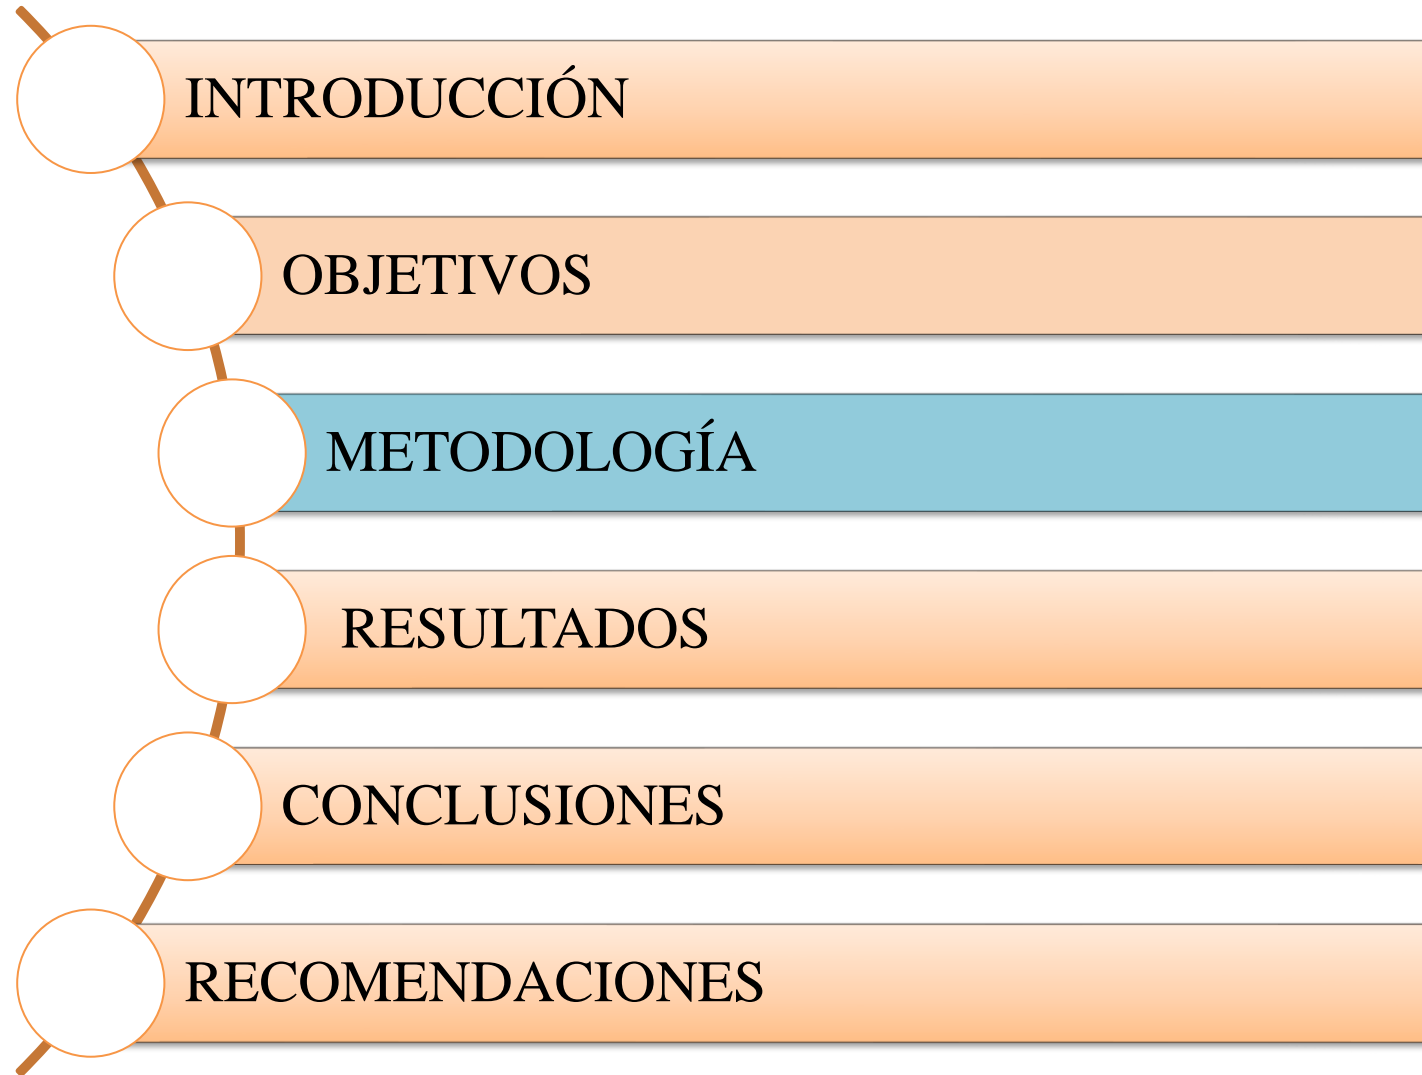 INTRODUCCIÓN
OBJETIVOS
METODOLOGÍA
RESULTADOS
CONCLUSIONES
RECOMENDACIONES